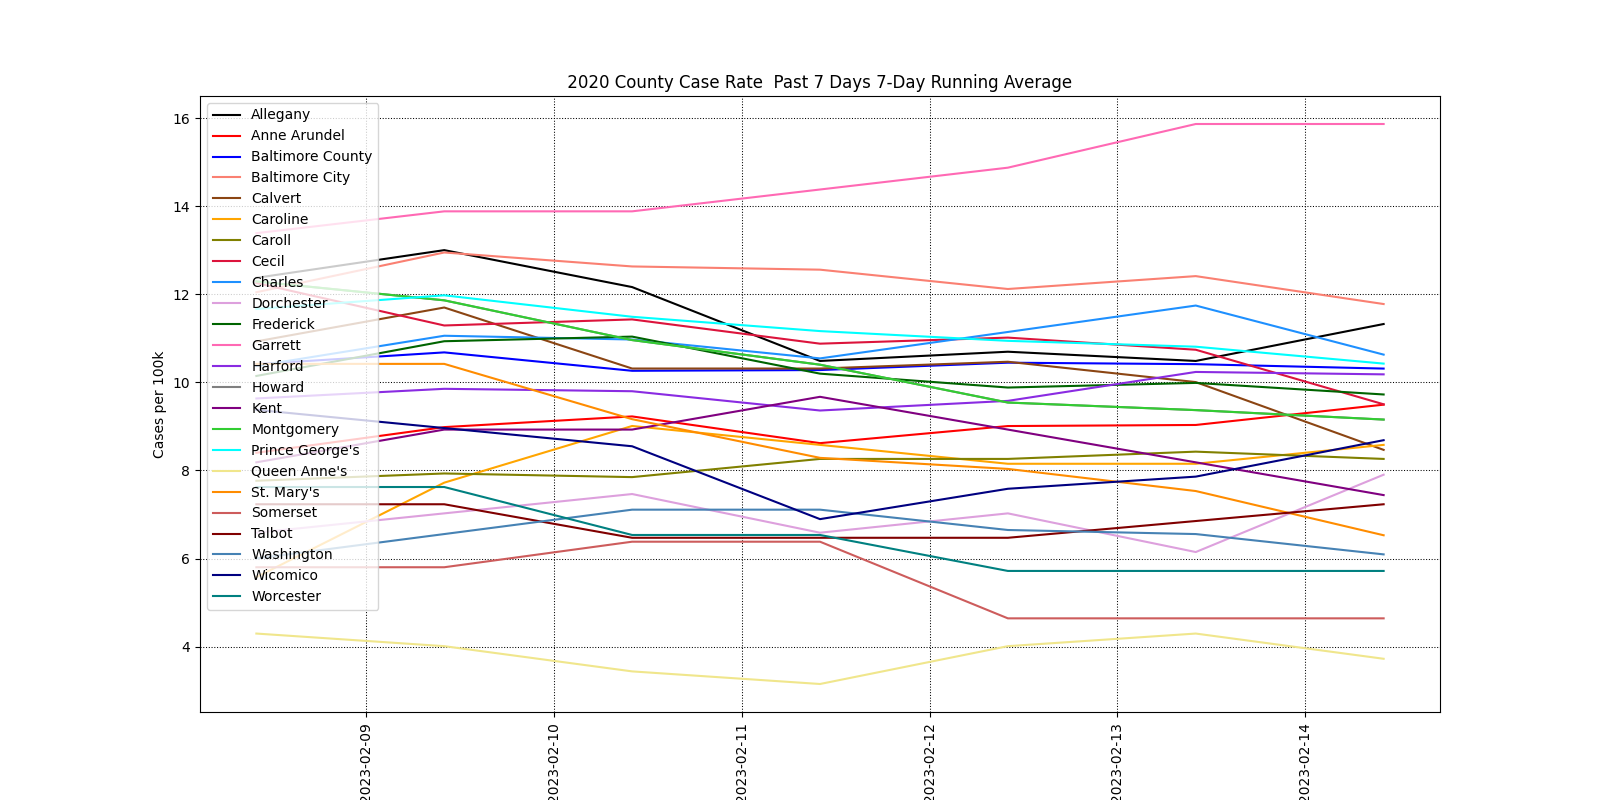 2020 County Case Rate  Past 7 Days 7-Day Running Average
Cases per 100k
16
14
12
10
8
6
4
Allegany
Anne Arundel
Baltimore County
Baltimore City
Calvert
Caroline
Caroll
Cecil
Charles
Dorchester
Frederick
Garrett
Harford
Howard
Kent
Montgomery
Prince George's
Queen Anne's
St. Mary's
Somerset
Talbot
Washington
Wicomico
Worcester
2023-02-09
2023-02-10
2023-02-11
2023-02-12
2023-02-13
2023-02-14